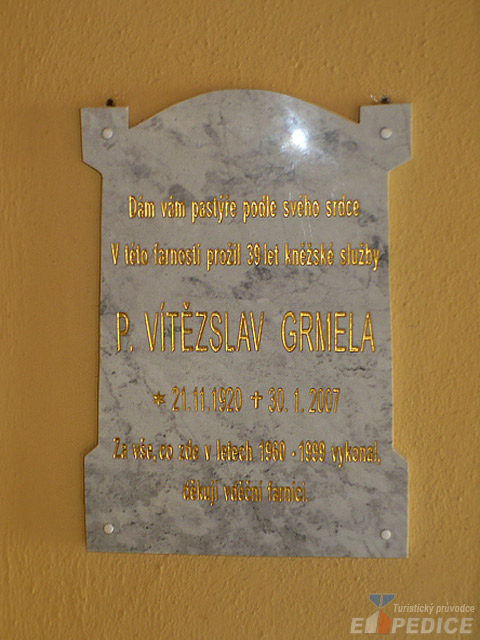 Dám vám pastýře podle svého srdce
V této farnosti prožil 39 let kněžské služby
P. VÍTĚZSLAV GRMELA
* 21.11.1920 ✝ 30. 1. 2007
Za vše, co zde v letech 1960 - 1999 vykonal,
děkují vděční farníci.
Turistický průvodce
EXPEDICE